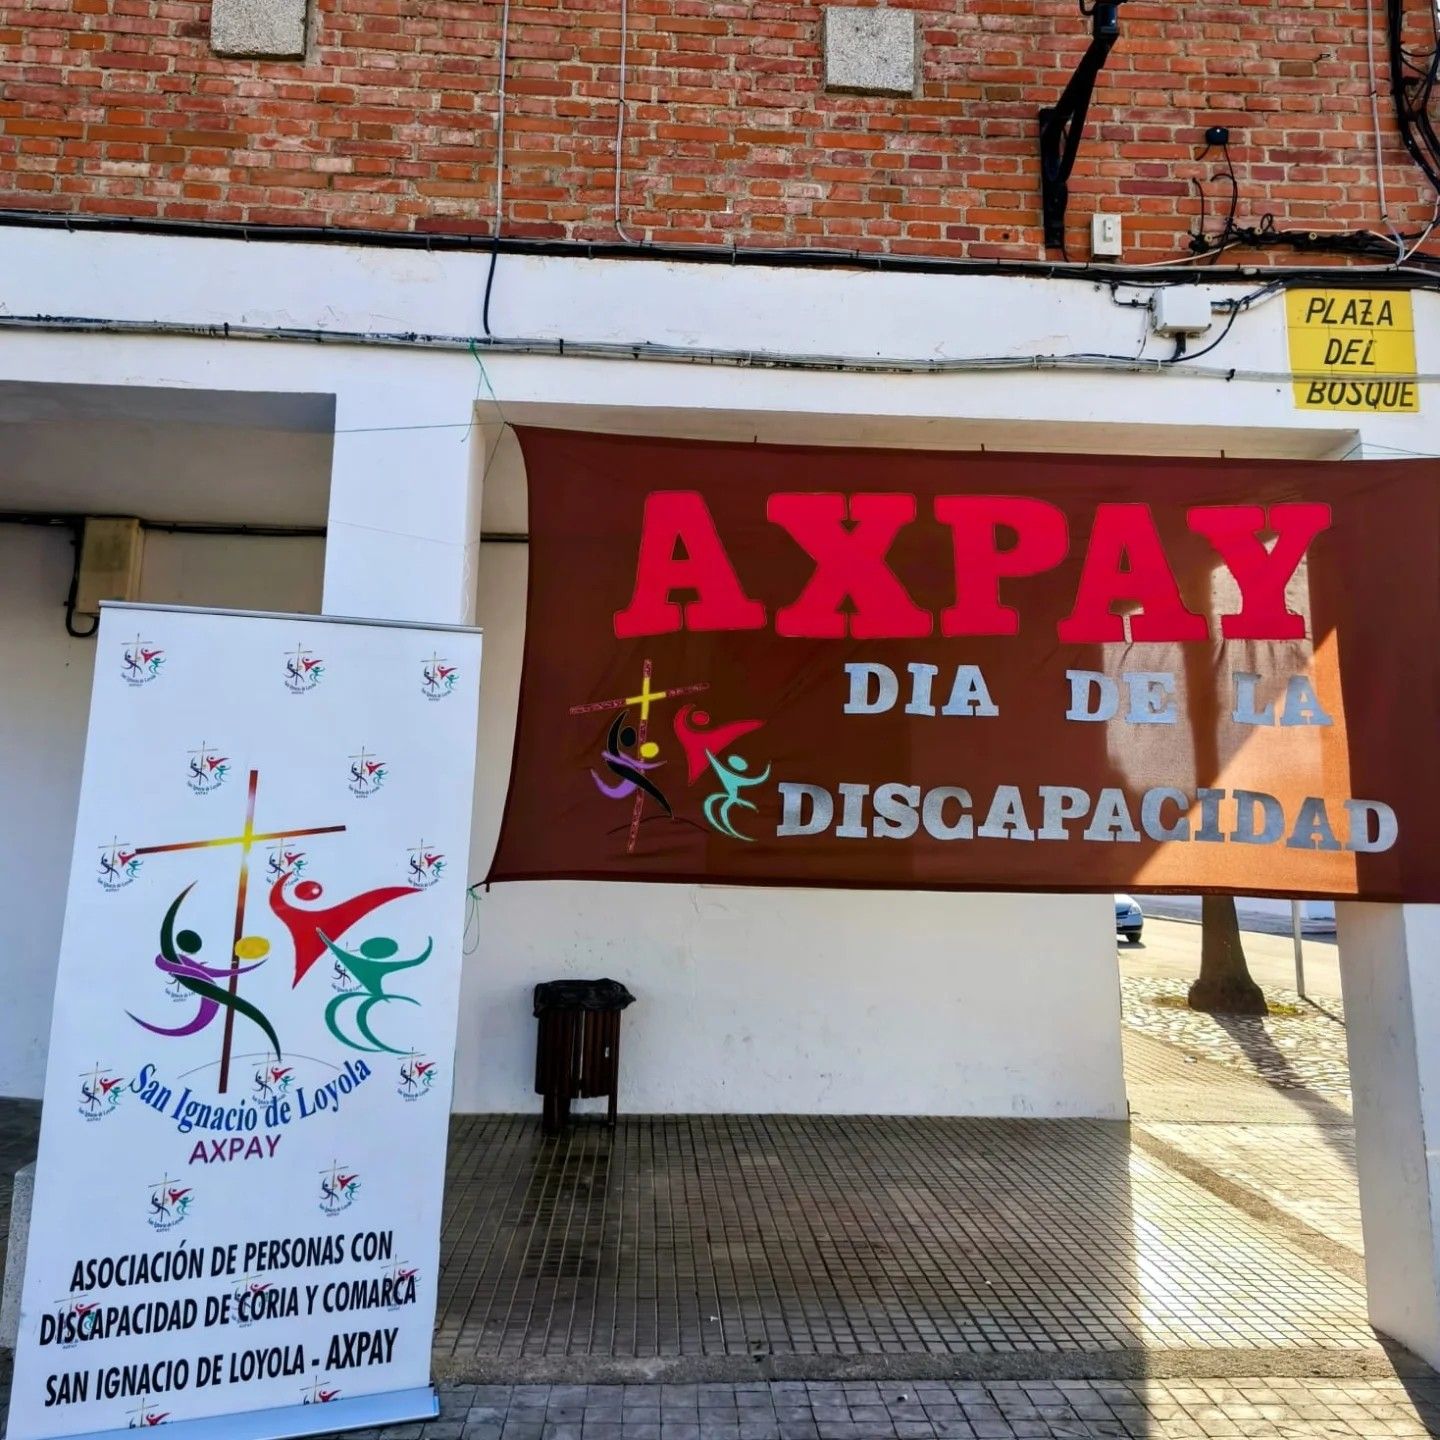 PLAZA
DEL
BOSQUE
AXPAY
DIA DE LA
DISCAPACIDAD
San Ignacio de Loyola
AXPAY
ASOCIACIÓN DE PERSONAS CON
DISCAPACIDAD DE CORIA Y COMARCA
SAN IGNACIO DE LOYOLA - AXPAY